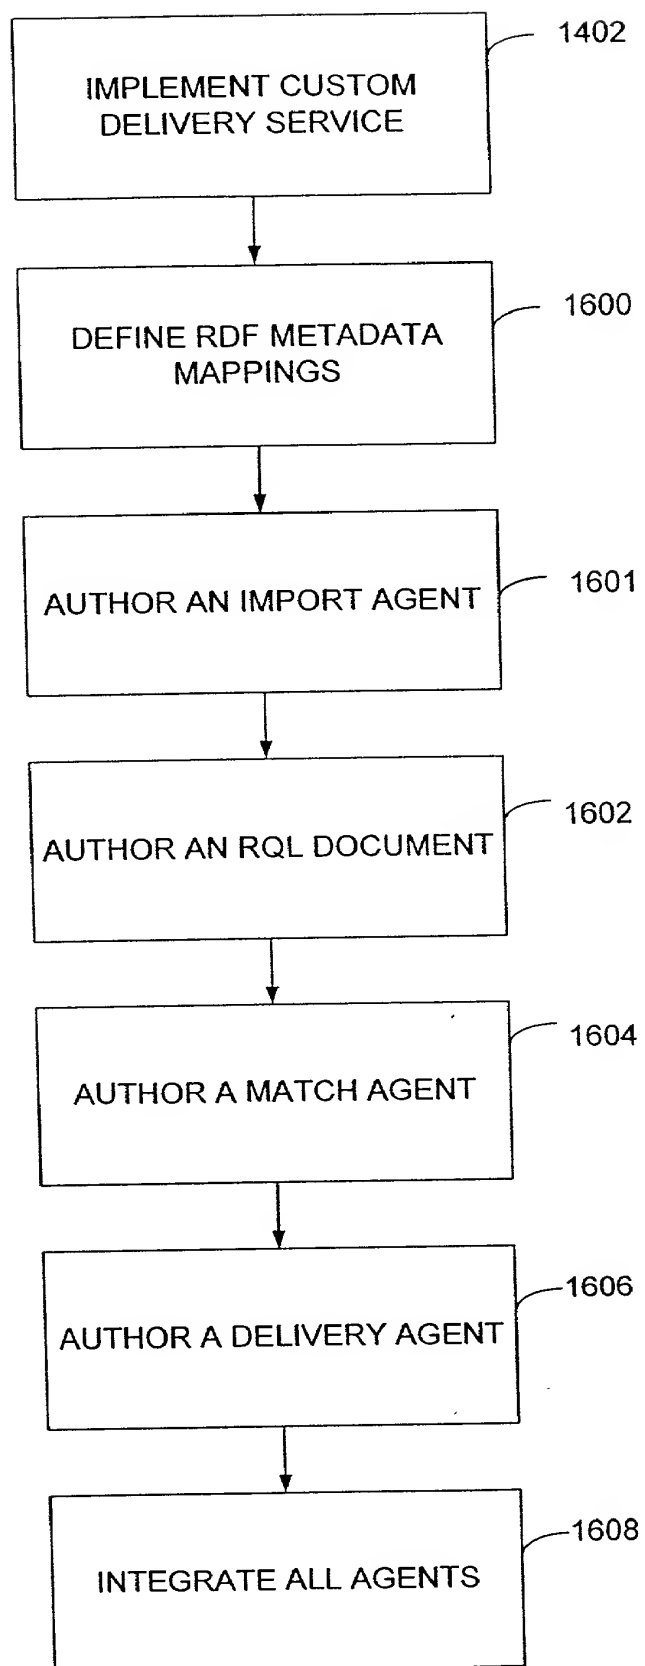 1402
IMPLEMENT CUSTOM
DELIVERY SERVICE
1600
DEFINE RDF METADATA
MAPPINGS
1601
AUTHOR AN IMPORT AGENT
1602
AUTHOR AN RQL DOCUMENT
1604
AUTHOR A MATCH AGENT
1606
AUTHOR A DELIVERY AGENT
1608
INTEGRATE ALL AGENTS